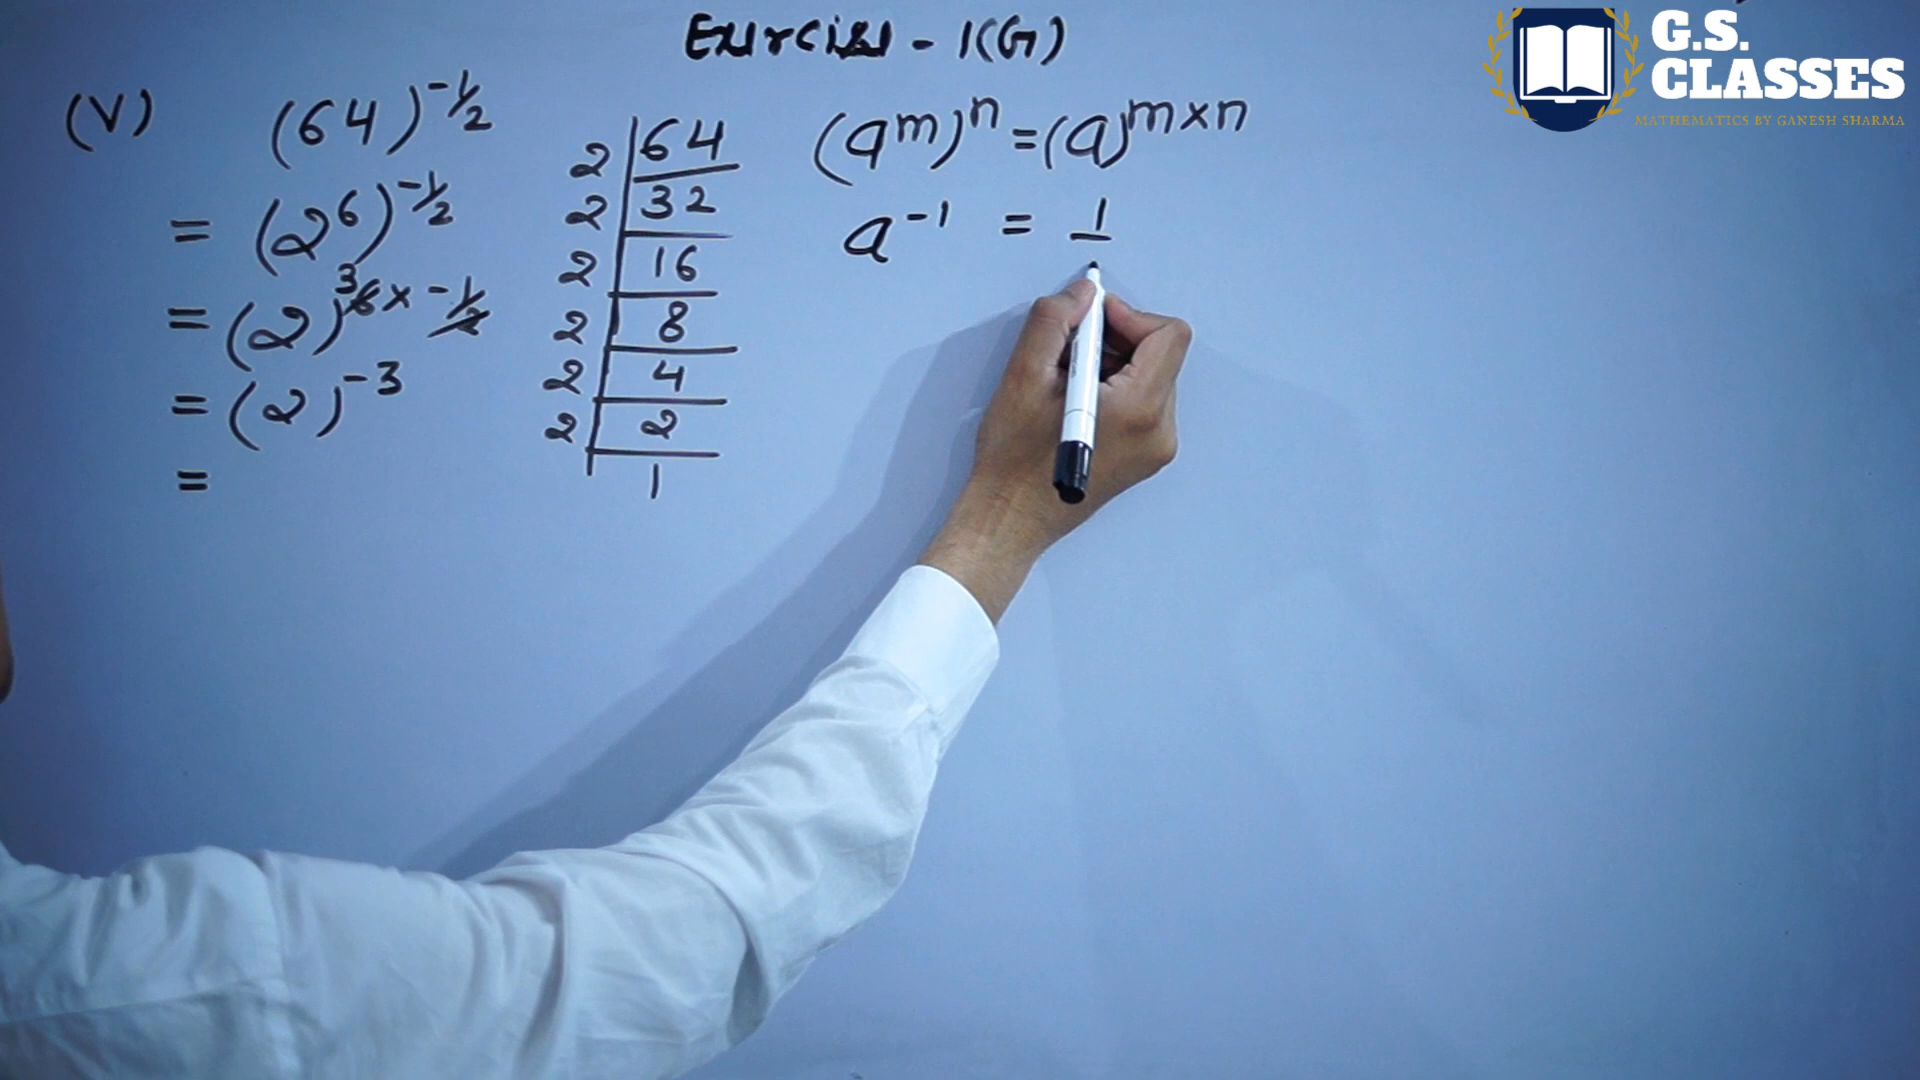 Exercise - 1(G)
G.S.
CLASSES
MATHEMATICS BY GANESH SHARMA
(V) (64)^-1/2
= (2^6)^-1/2
= (2)^3 6 x -1/2
= (2)^-3
=
2 | 64
2 | 32
2 | 16
2 | 8
2 | 4
2 | 2
1
(a^m)^n = (a)^m×n
a^-1 = 1